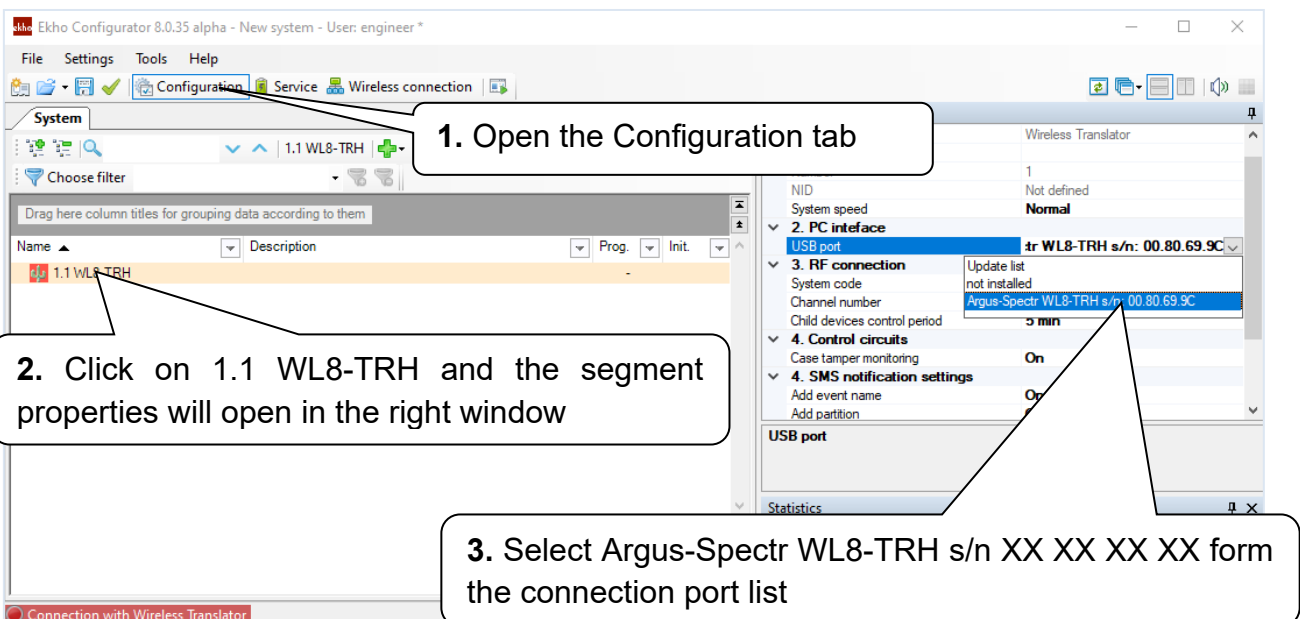 ekho Ekho Configurator 8.0.35 alpha - New system - User: engineer *
File Settings Tools Help
Configuration Service Wireless connection
System
1. Open the Configuration tab
Wireless Translator
1.1 WL8-TRH
1
Choose filter
NID Not defined
Drag here column titles for grouping data according to them
System speed Normal
2. PC inteface
Name Description Prog. Init.
USB port tr WL8-TRH s/n: 00.80.69.9C
1.1 WL8-TRH -
3. RF connection
Update list
System code
not installed
Channel number
Argus-Spectr WL8-TRH s/n: 00.80.69.9C
Child devices control period 5 min
4. Control circuits
2. Click on 1.1 WL8-TRH and the segment
properties will open in the right window
Case tamper monitoring On
4. SMS notification settings
Add event name On
Add partition
USB port
Statistics
3. Select Argus-Spectr WL8-TRH s/n XX XX XX XX form
the connection port list
Connection with Wireless Translator